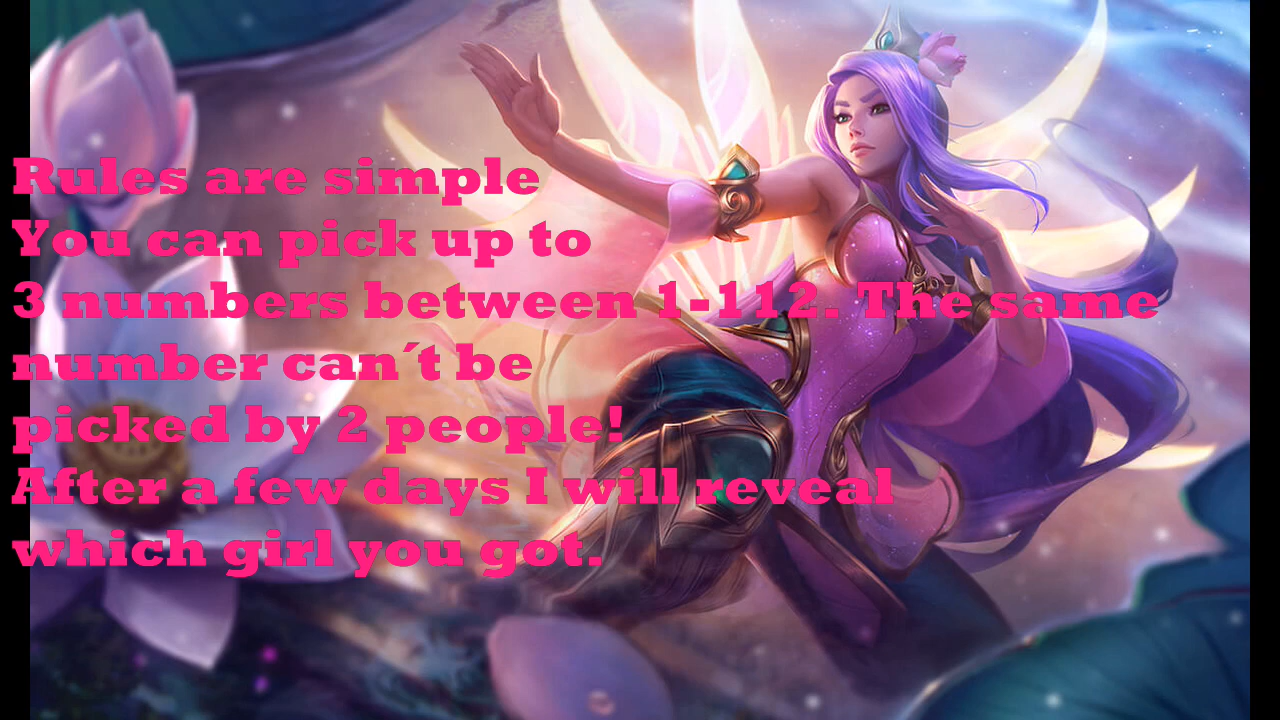 Rules are simple
You can pick up to
3 numbers between 1-112. The same
number can´t be
picked by 2 people!
After a few days I will reveal
which girl you got.